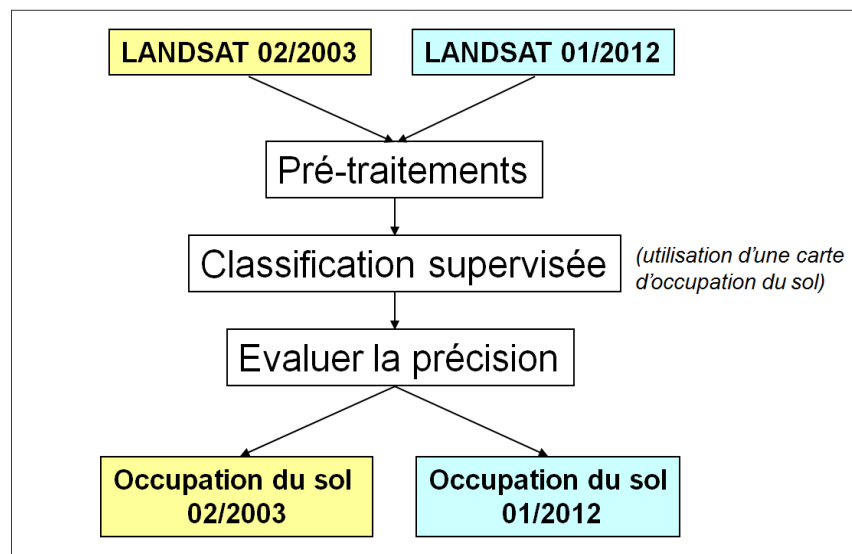 LANDSAT 02/2003
LANDSAT 01/2012
Pré-traitements
Classification supervisée
(utilisation d'une carte
d'occupation du sol)
Evaluer la précision
Occupation du sol
02/2003
Occupation du sol
01/2012